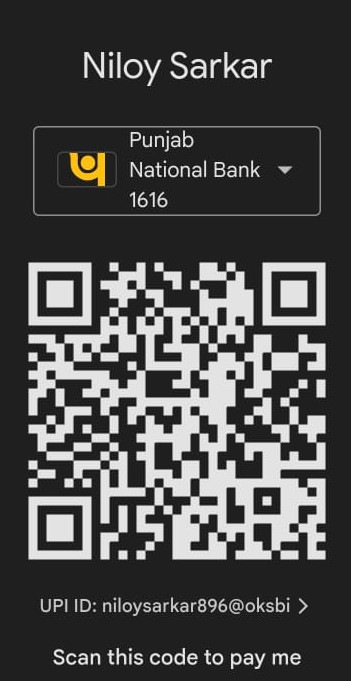 Niloy Sarkar
Punjab
National Bank
1616
UPI ID: niloysarkar896@oksbi
Scan this code to pay me